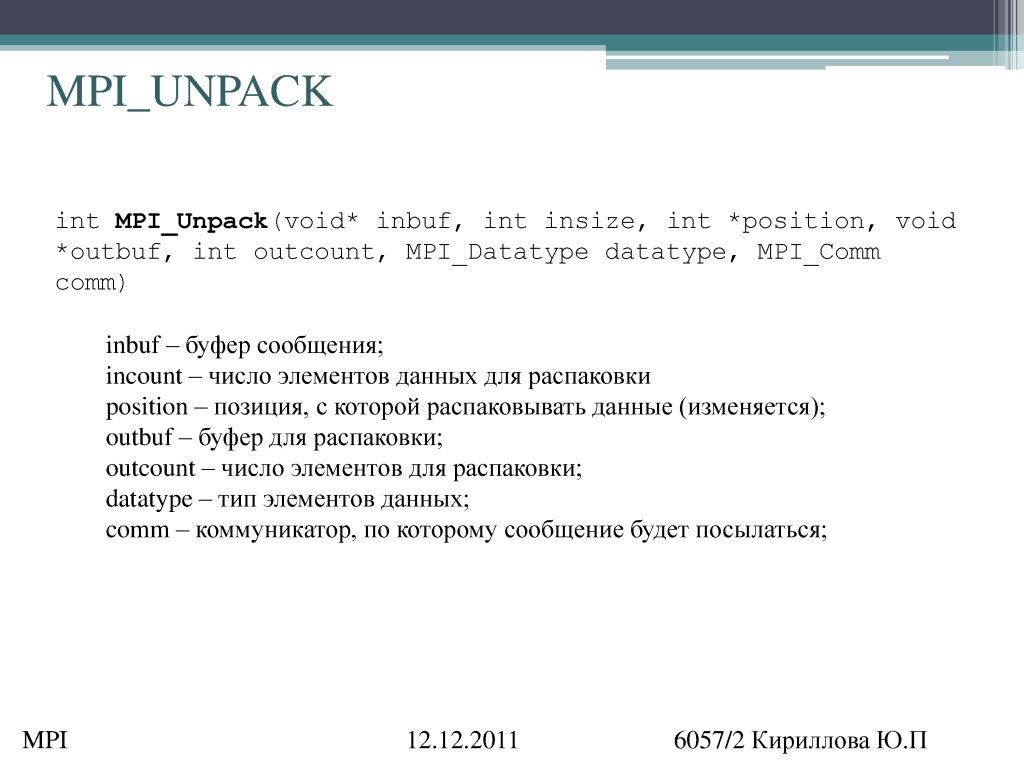 MPI_UNPACK
int MPI_Unpack(void* inbuf, int insize, int *position, void
*outbuf, int outcount, MPI_Datatype datatype, MPI_Comm
comm)
inbuf – буфер сообщения;
incount – число элементов данных для распаковки
position – позиция, с которой распаковывать данные (изменяется);
outbuf – буфер для распаковки;
outcount – число элементов для распаковки;
datatype – тип элементов данных;
comm – коммуникатор, по которому сообщение будет посылаться;
MPI 12.12.2011 6057/2 Кириллова Ю.П